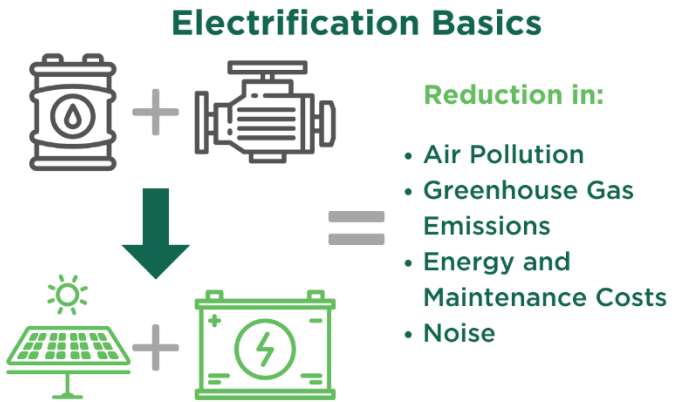 Electrification Basics
Reduction in:
• Air Pollution
• Greenhouse Gas
Emissions
• Energy and
Maintenance Costs
• Noise